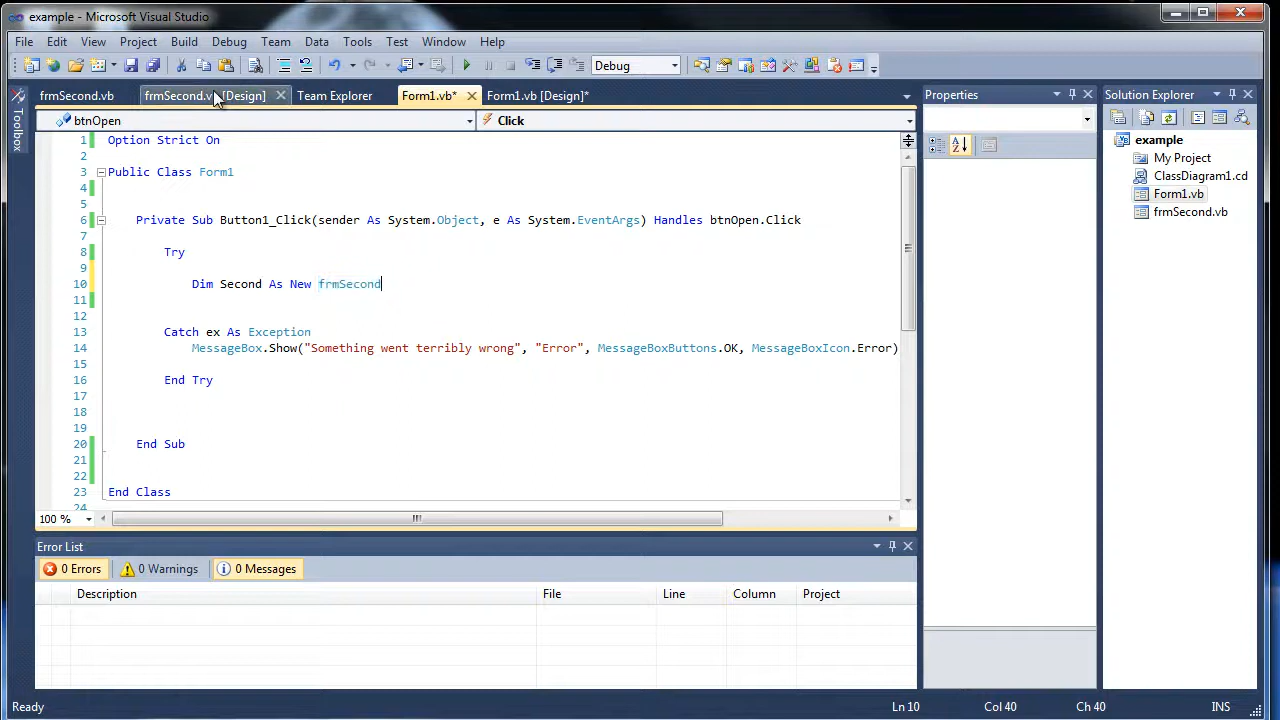 example - Microsoft Visual Studio
File Edit View Project Build Debug Team Data Tools Test Window Help
Debug
frmSecond.vb frmSecond.vb [Design] Team Explorer Form1.vb* Form1.vb [Design]*
btnOpen Click
Toolbox
1 Option Strict On
2
3 Public Class Form1
4
5
6 Private Sub Button1_Click(sender As System.Object, e As System.EventArgs) Handles btnOpen.Click
7
8 Try
9
10 Dim Second As New frmSecond
11
12
13 Catch ex As Exception
14 MessageBox.Show("Something went terribly wrong", "Error", MessageBoxButtons.OK, MessageBoxIcon.Error)
15
16 End Try
17
18
19
20 End Sub
21
22
23 End Class
24
100 %
Error List
0 Errors 0 Warnings 0 Messages
Description File Line Column Project
Properties
Solution Explorer
example
My Project
ClassDiagram1.cd
Form1.vb
frmSecond.vb
Ready Ln 10 Col 40 Ch 40 INS